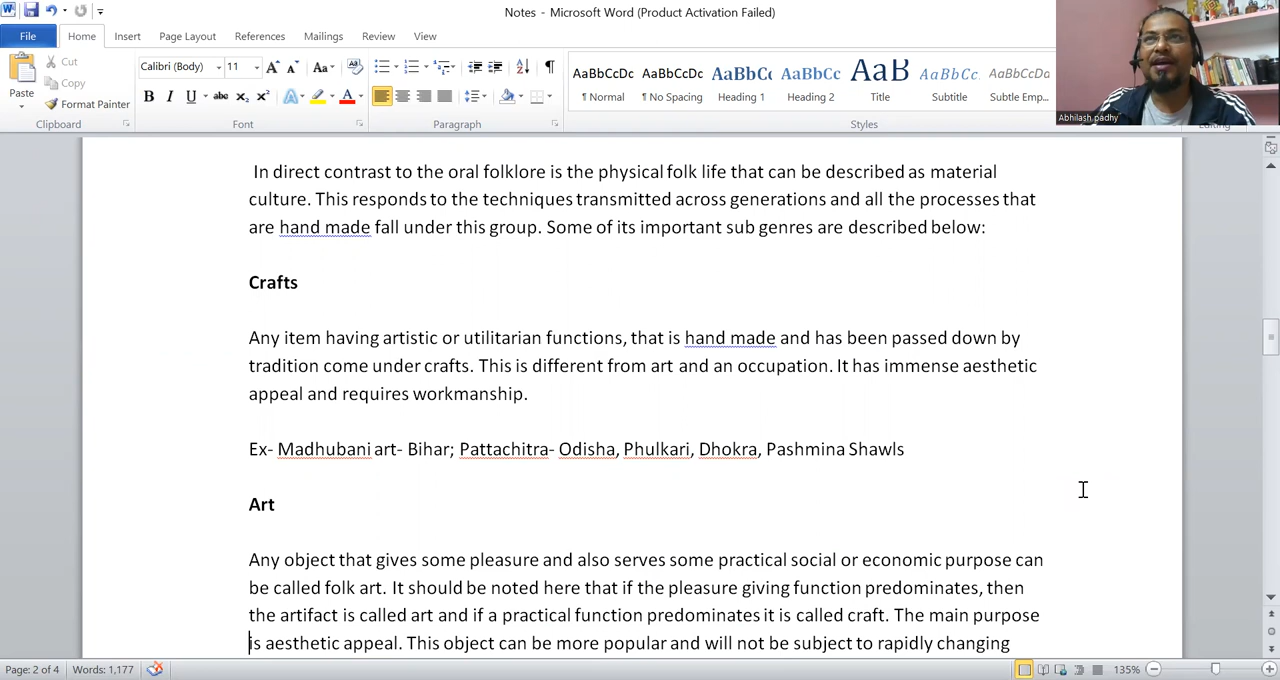 Notes - Microsoft Word (Product Activation Failed)
File Home Insert Page Layout References Mailings Review View
Paste
Cut
Copy
Format Painter
Clipboard
Calibri (Body) 11
Font
Paragraph
AaBbCcDc AaBbCcDc AaBbC AaBbCc AaB AaBbCc. AaBbCcDc
¶ Normal ¶ No Spacing Heading 1 Heading 2 Title Subtitle Subtle Emp...
Styles
Abhilash padhy
In direct contrast to the oral folklore is the physical folk life that can be described as material
culture. This responds to the techniques transmitted across generations and all the processes that
are hand made fall under this group. Some of its important sub genres are described below:
Crafts
Any item having artistic or utilitarian functions, that is hand made and has been passed down by
tradition come under crafts. This is different from art and an occupation. It has immense aesthetic
appeal and requires workmanship.
Ex- Madhubani art- Bihar; Pattachitra- Odisha, Phulkari, Dhokra, Pashmina Shawls
Art
Any object that gives some pleasure and also serves some practical social or economic purpose can
be called folk art. It should be noted here that if the pleasure giving function predominates, then
the artifact is called art and if a practical function predominates it is called craft. The main purpose
is aesthetic appeal. This object can be more popular and will not be subject to rapidly changing
Page: 2 of 4 Words: 1,177 135%